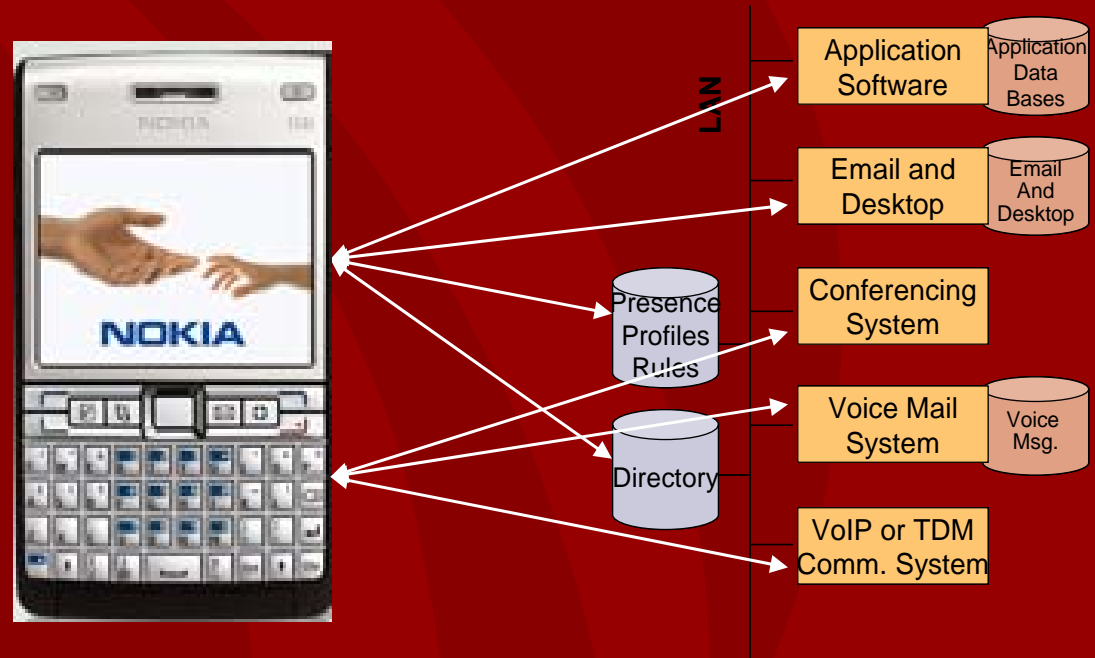 NOKIA
NOKIA
LAN
Application
Software
Application
Data
Bases
Email and
Desktop
Email
And
Desktop
Presence
Profiles
Rules
Conferencing
System
Directory
Voice Mail
System
Voice
Msg.
VoIP or TDM
Comm. System